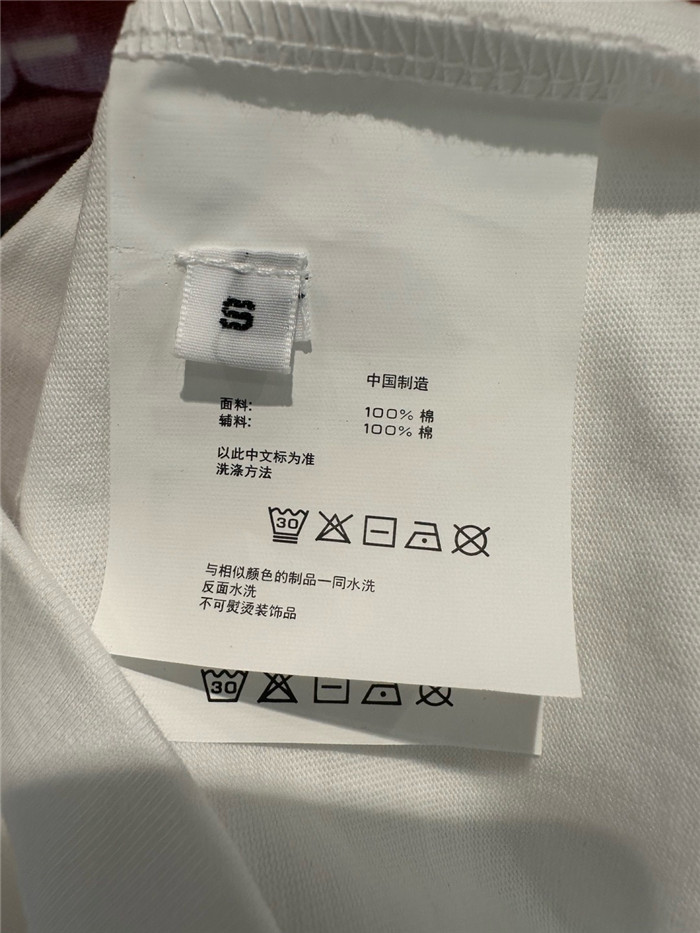 S
中国制造
面料: 100% 棉
辅料: 100% 棉
以此中文标为准
洗涤方法
30
与相似颜色的制品一同水洗
反面水洗
不可熨烫装饰品
30